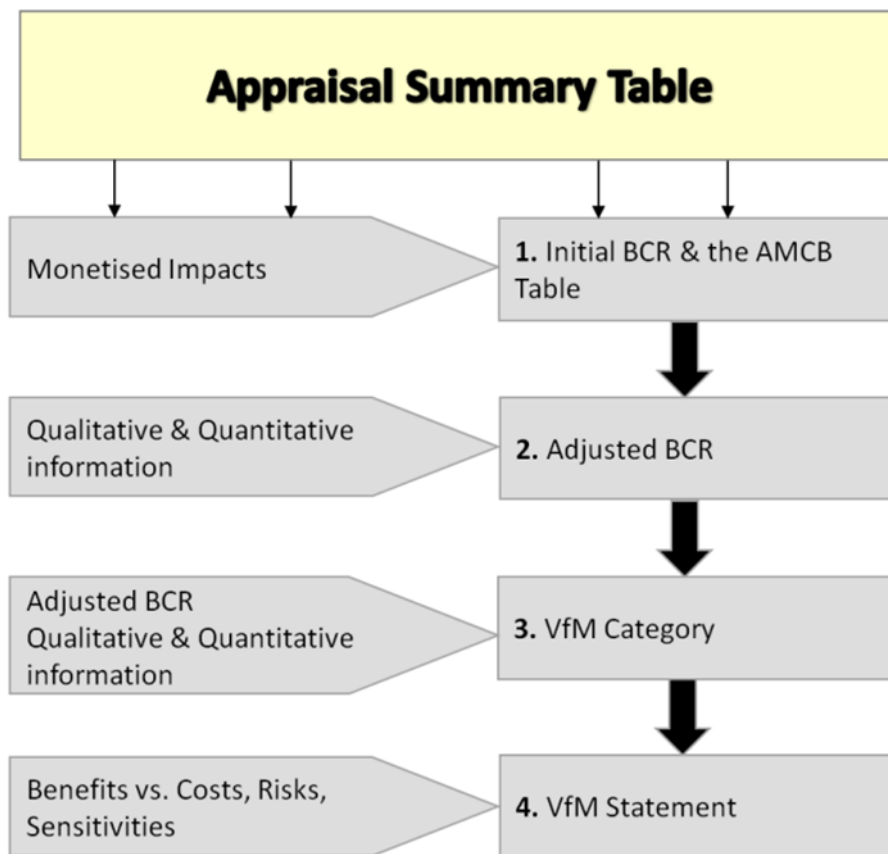 Appraisal Summary Table
Monetised Impacts
1. Initial BCR & the AMCB
Table
Qualitative & Quantitative
information
2. Adjusted BCR
Adjusted BCR
Qualitative & Quantitative
information
3. VfM Category
Benefits vs. Costs, Risks,
Sensitivities
4. VfM Statement